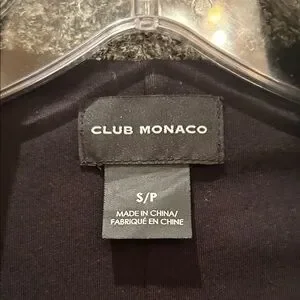 CLUB MONACO
S/P
MADE IN CHINA/
FABRIQUÉ EN CHINE